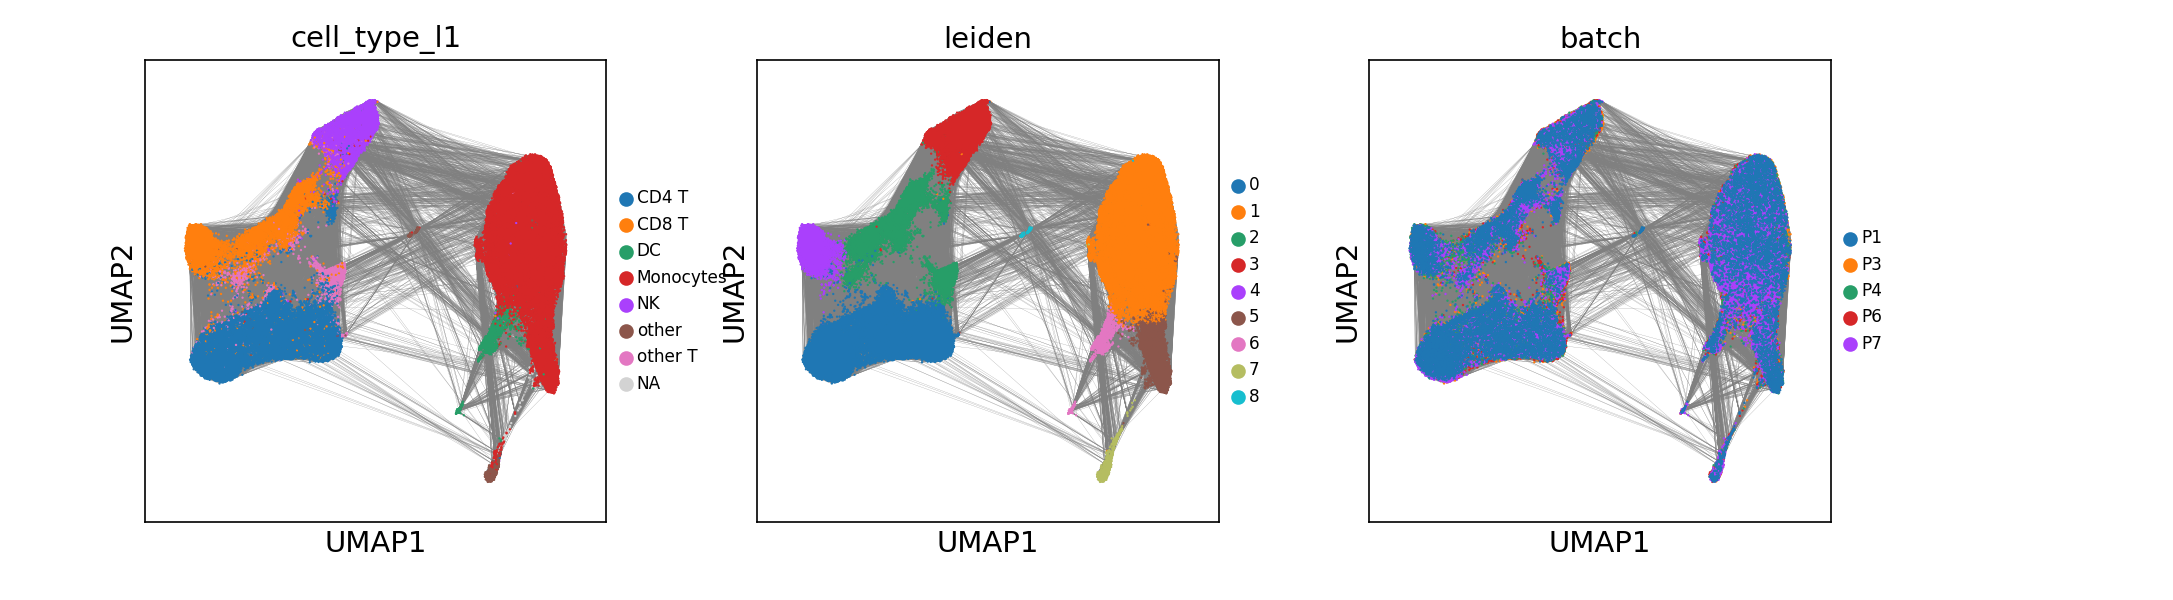 cell_type_l1
UMAP2
UMAP1
CD4 T
CD8 T
DC
Monocytes
NK
other
other T
NA
leiden
UMAP2
UMAP1
0
1
2
3
4
5
6
7
8
batch
UMAP2
UMAP1
P1
P3
P4
P6
P7